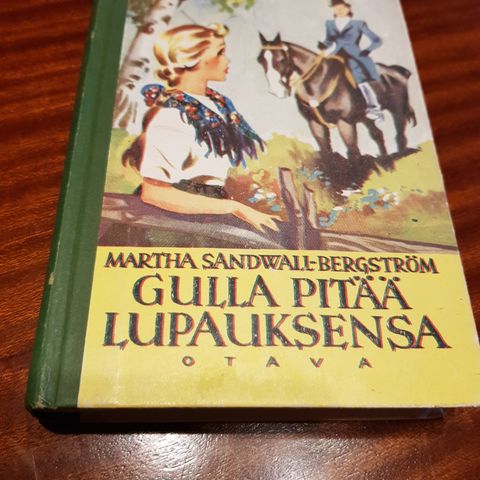 MARTHA SANDWALL-BERGSTRÖM
GULLA PITÄÄ
LUPAUKSENSA
OTAVA